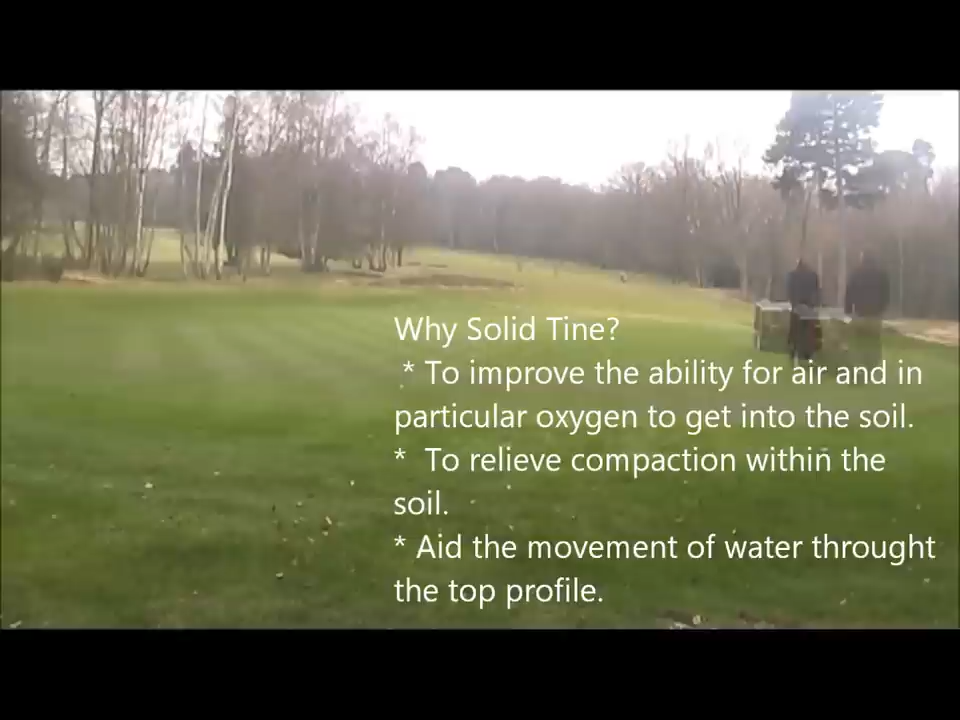 Why Solid Tine?
* To improve the ability for air and in
particular oxygen to get into the soil.
*  To relieve compaction within the
soil.
* Aid the movement of water throught
the top profile.